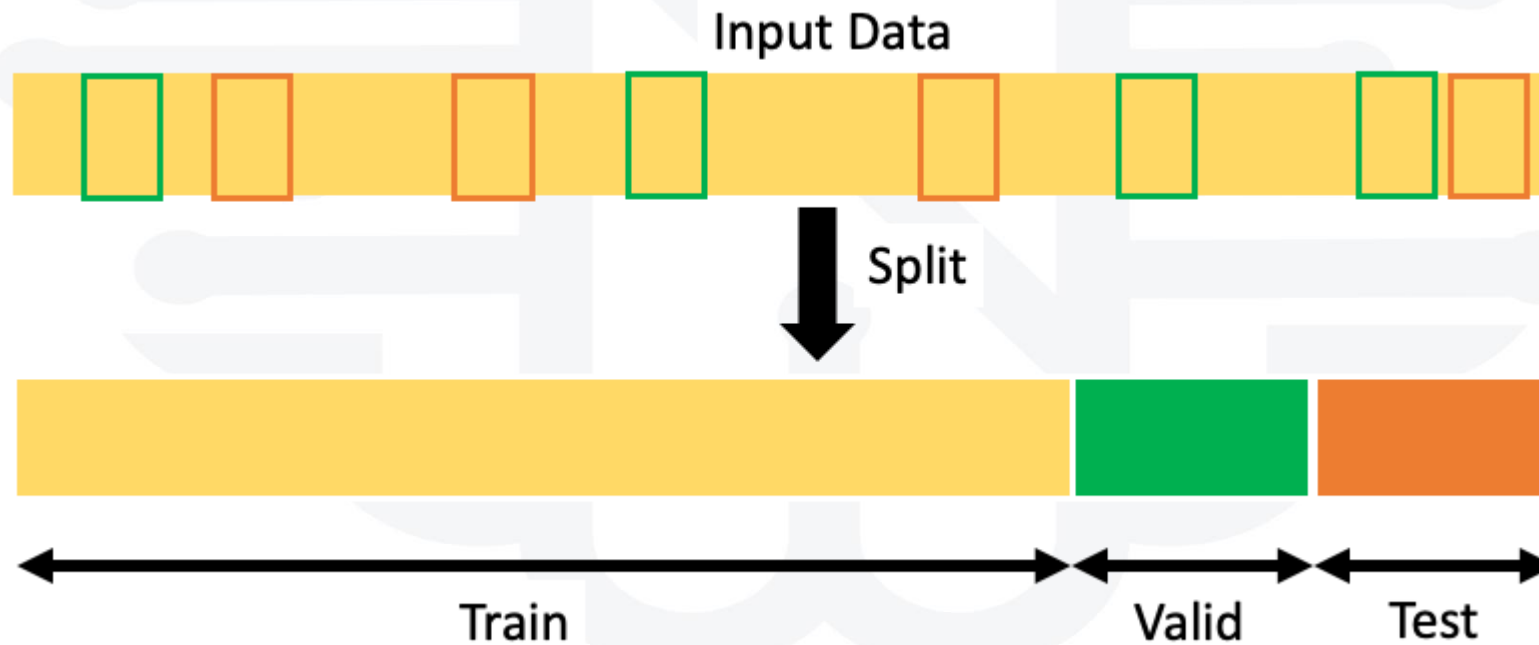 Input Data
Split
Train
Valid
Test